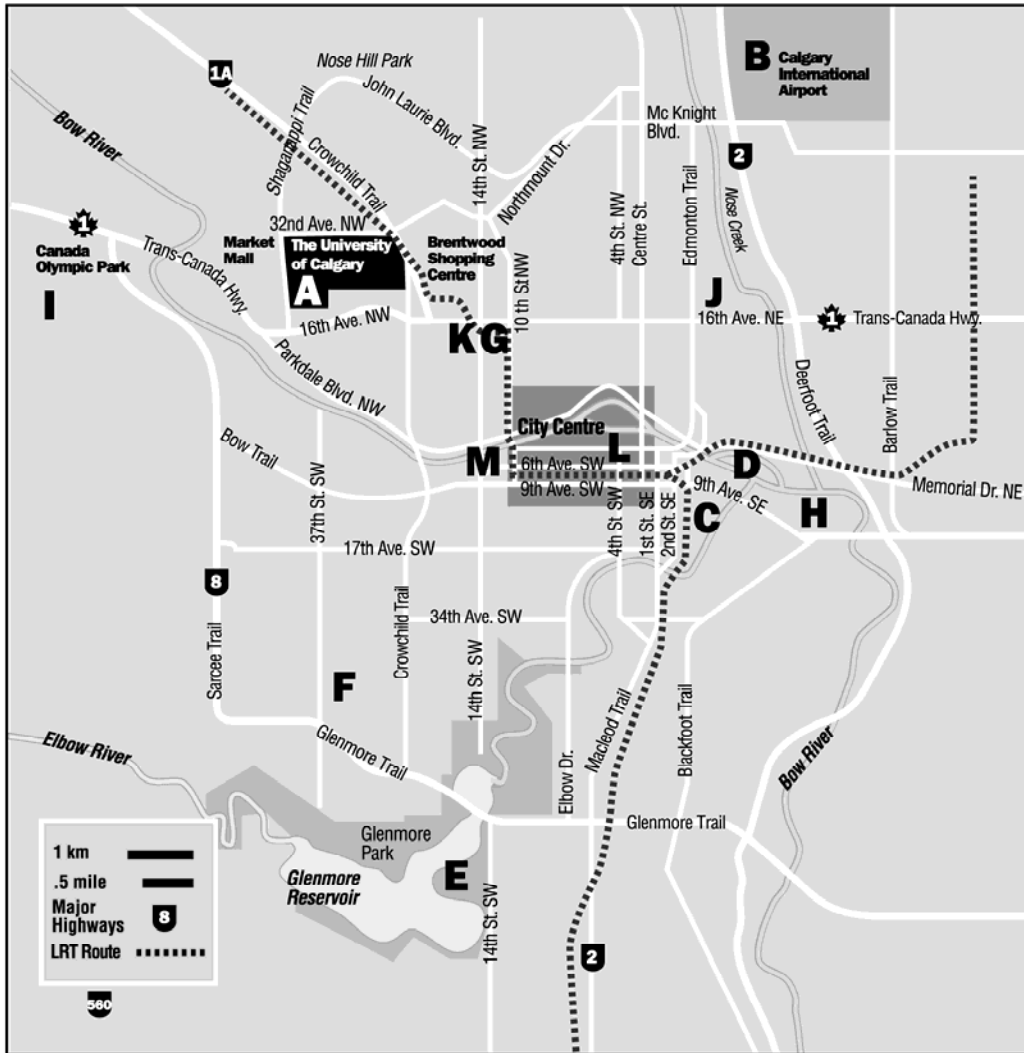 1A
Nose Hill Park
John Laurie Blvd.
B
Calgary
International
Airport
Bow River
Shaganappi Trail
Crowchild Trail
14th St. NW
Northmount Dr.
Mc Knight
Blvd.
2
4th St. NW
Centre St.
Edmonton Trail
Nose Creek
1
Canada
Olympic Park
I
Trans-Canada Hwy.
Market
Mall
32nd Ave. NW
The University
of Calgary
A
Brentwood
Shopping
Centre
10 th St NW
16th Ave. NW
J
16th Ave. NE
1
Trans-Canada Hwy.
KG
Parkdale Blvd. NW
Deerfoot Trail
Barlow Trail
Bow Trail
City Centre
L
M
6th Ave. SW
9th Ave. SW
D
9th Ave. SE
Memorial Dr. NE
C
H
37th St. SW
4th St. SW
1st St. SE
2nd St. SE
17th Ave. SW
8
Sarcee Trail
Crowchild Trail
34th Ave. SW
14th St. SW
F
Glenmore Trail
Macleod Trail
Blackfoot Trail
Elbow River
Elbow Dr.
Bow River
Glenmore
Park
Glenmore Trail
E
Glenmore
Reservoir
14th St. SW
2
1 km
.5 mile
Major
Highways
8
LRT Route
560